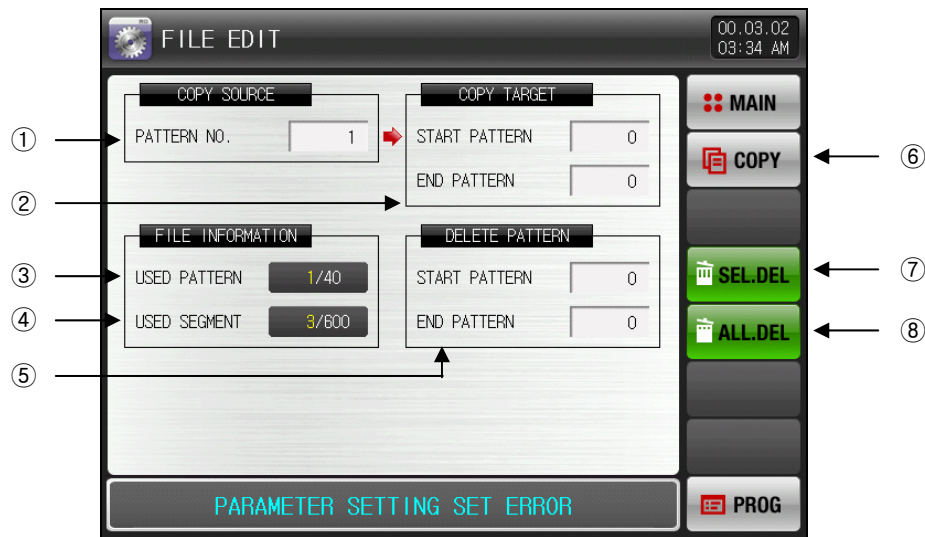 FILE EDIT
00.03.02
03:34 AM
COPY SOURCE
PATTERN NO. 1
COPY TARGET
START PATTERN 0
END PATTERN 0
FILE INFORMATION
USED PATTERN 1/40
USED SEGMENT 3/600
DELETE PATTERN
START PATTERN 0
END PATTERN 0
MAIN
COPY
SEL.DEL
ALL.DEL
PARAMETER SETTING SET ERROR
PROG
①
②
③
④
⑤
⑥
⑦
⑧